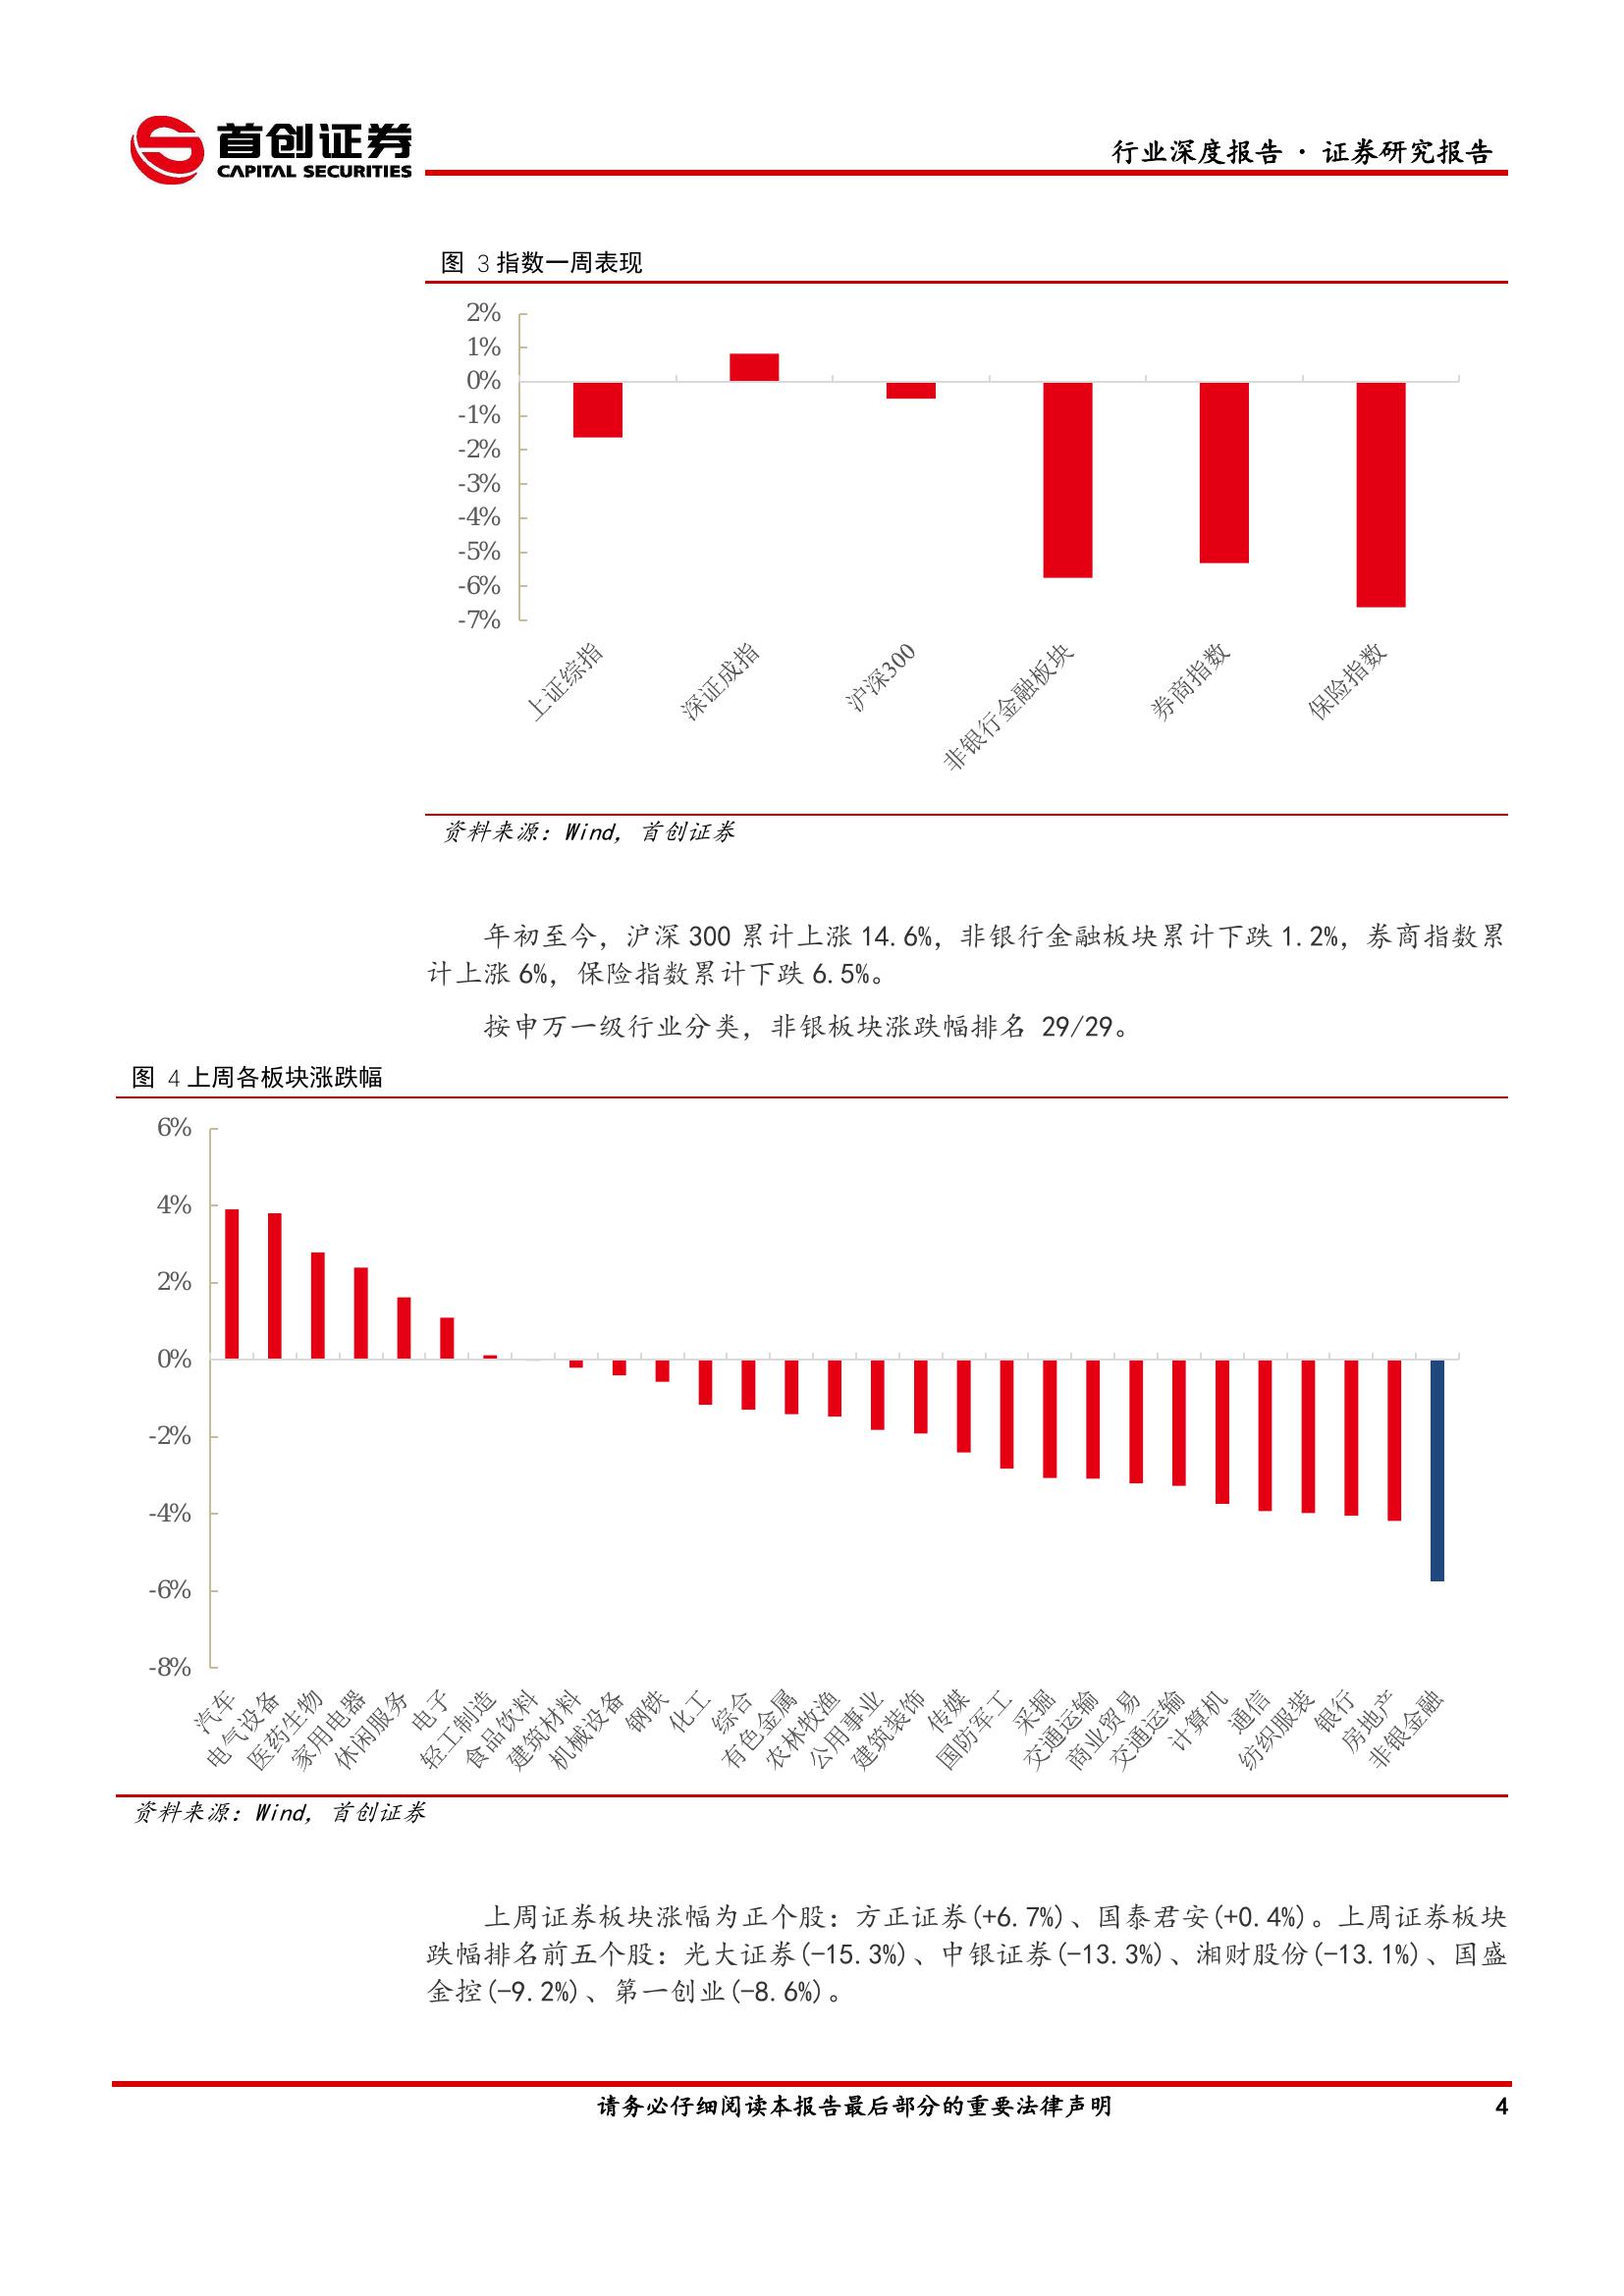 首创证券
CAPITAL SECURITIES
行业深度报告 · 证券研究报告
图 3 指数一周表现
2%
1%
0%
-1%
-2%
-3%
-4%
-5%
-6%
-7%
上证综指
深证成指
沪深300
非银行金融板块
券商指数
保险指数
资料来源：Wind，首创证券
年初至今，沪深 300 累计上涨 14.6%，非银行金融板块累计下跌 1.2%，券商指数累
计上涨 6%，保险指数累计下跌 6.5%。
按申万一级行业分类，非银板块涨跌幅排名 29/29。
图 4 上周各板块涨跌幅
6%
4%
2%
0%
-2%
-4%
-6%
-8%
汽车
电气设备
医药生物
家用电器
休闲服务
电子
轻工制造
食品饮料
建筑材料
机械设备
钢铁
化工
综合
有色金属
农林牧渔
公用事业
建筑装饰
传媒
国防军工
采掘
交通运输
商业贸易
交通运输
计算机
通信
纺织服装
银行
房地产
非银金融
资料来源：Wind，首创证券
上周证券板块涨幅为正个股：方正证券(+6.7%)、国泰君安(+0.4%)。上周证券板块
跌幅排名前五个股：光大证券(-15.3%)、中银证券(-13.3%)、湘财股份(-13.1%)、国盛
金控(-9.2%)、第一创业(-8.6%)。
请务必仔细阅读本报告最后部分的重要法律声明
4